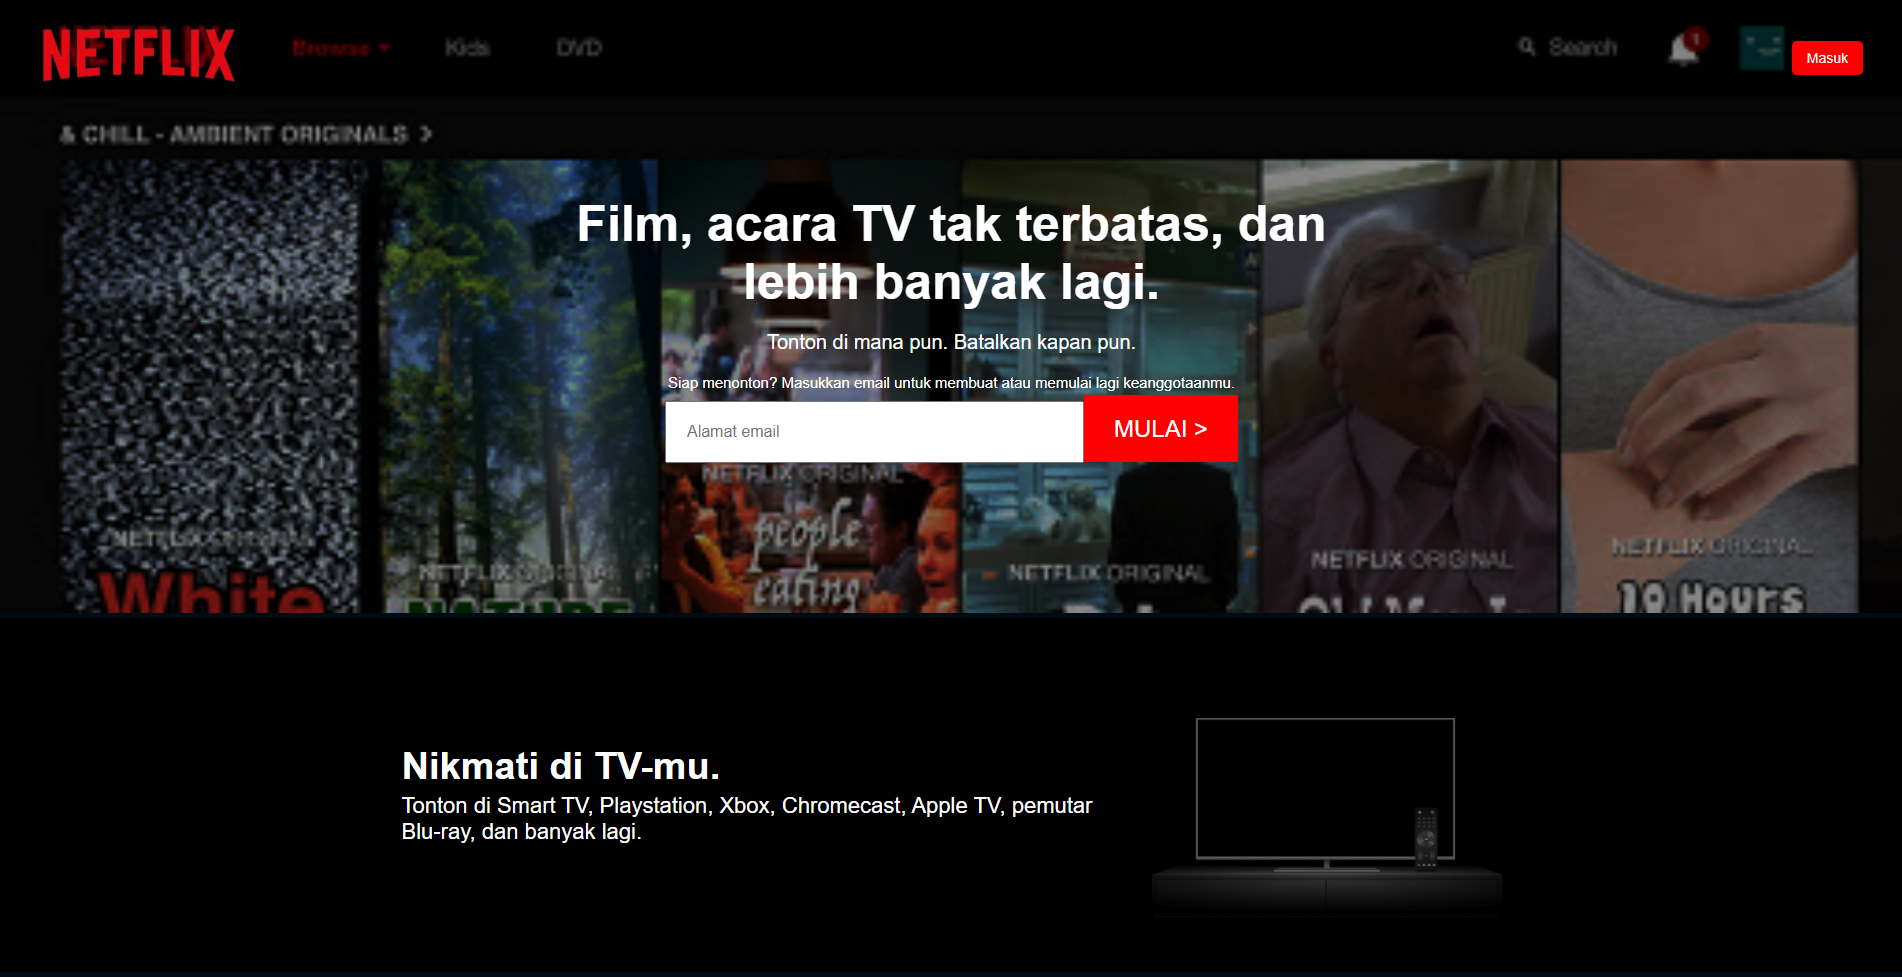 NETFLIX
Browse
Kids
DVD
Search
1
Masuk
& CHILL - AMBIENT ORIGINALS >
Film, acara TV tak terbatas, dan
lebih banyak lagi.
Tonton di mana pun. Batalkan kapan pun.
Siap menonton? Masukkan email untuk membuat atau memulai lagi keanggotaanmu.
Alamat email
MULAI >
NETFLIX ORIGINAL
White
NETFLIX ORIGINAL
NATURE
NETFLIX ORIGINAL
people
eating
NETFLIX ORIGINAL
NETFLIX ORIGINAL
Old Man
NETFLIX ORIGINAL
10 Hours
Nikmati di TV-mu.
Tonton di Smart TV, Playstation, Xbox, Chromecast, Apple TV, pemutar
Blu-ray, dan banyak lagi.